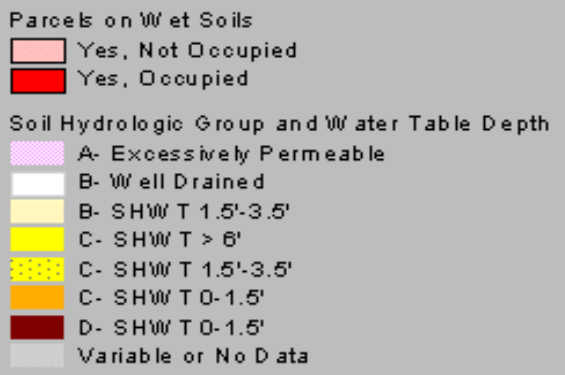 Parcels on Wet Soils
Yes, Not Occupied
Yes, Occupied
Soil Hydrologic Group and Water Table Depth
A- Excessively Permeable
B- Well Drained
B- SHWT 1.5'-3.5'
C- SHWT > 6'
C- SHWT 1.5'-3.5'
C- SHWT 0-1.5'
D- SHWT 0-1.5'
Variable or No Data